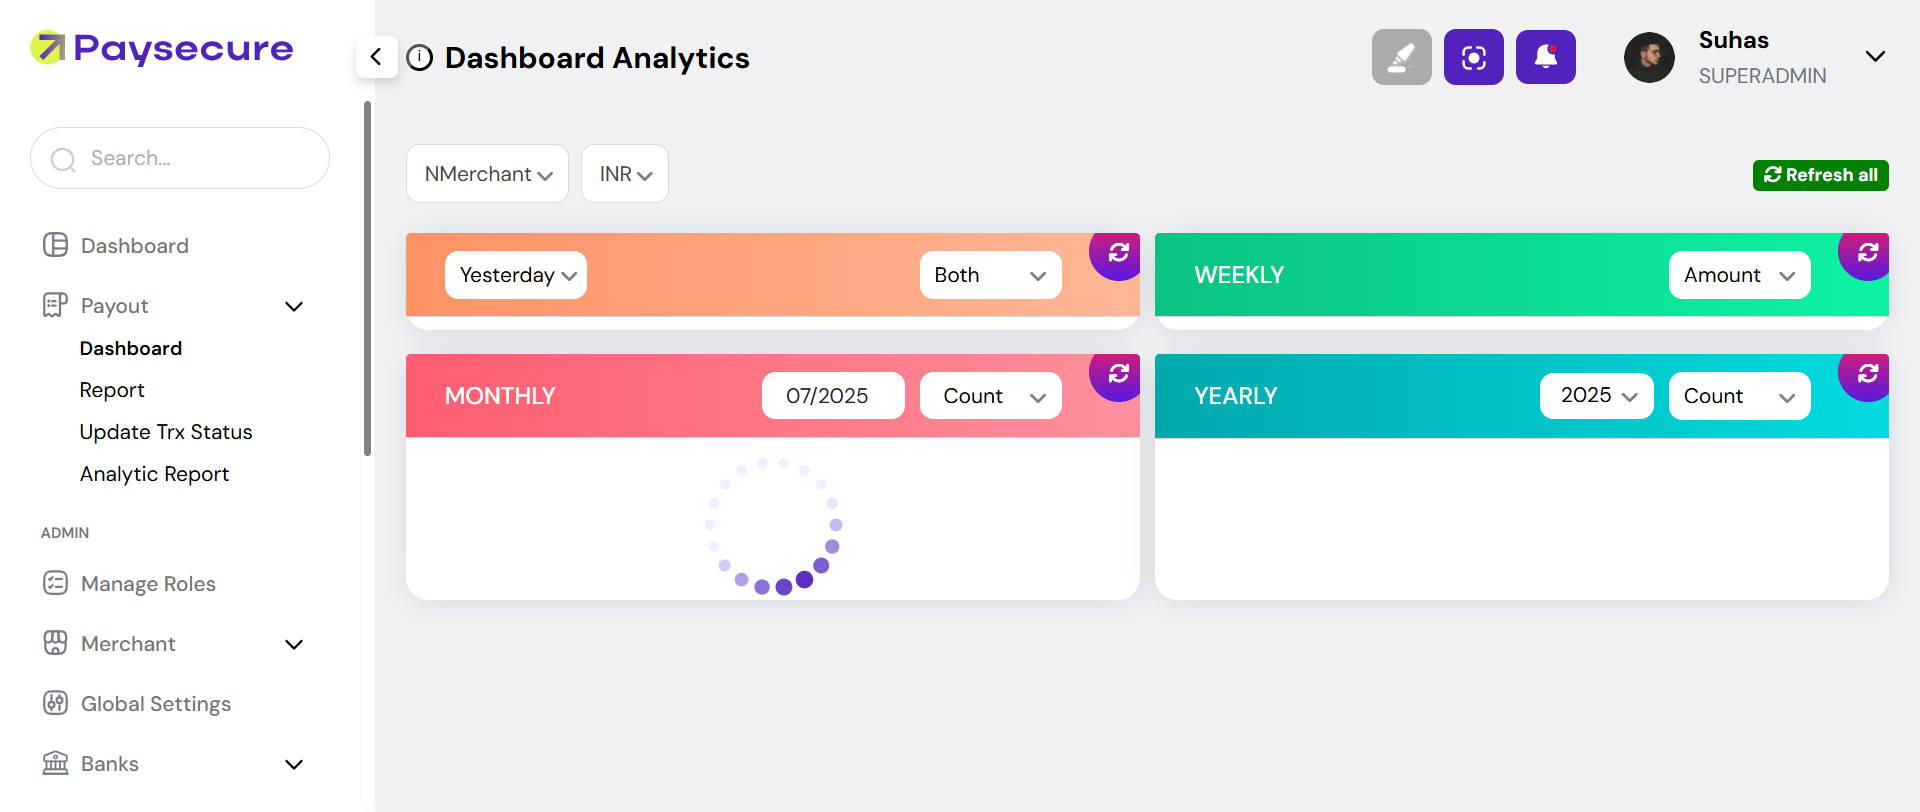 Paysecure
Dashboard Analytics
Suhas
SUPERADMIN
Search...
NMerchant
INR
Refresh all
Dashboard
Payout
Dashboard
Report
Update Trx Status
Analytic Report
ADMIN
Manage Roles
Merchant
Global Settings
Banks
Yesterday
Both
WEEKLY
Amount
MONTHLY
07/2025
Count
YEARLY
2025
Count